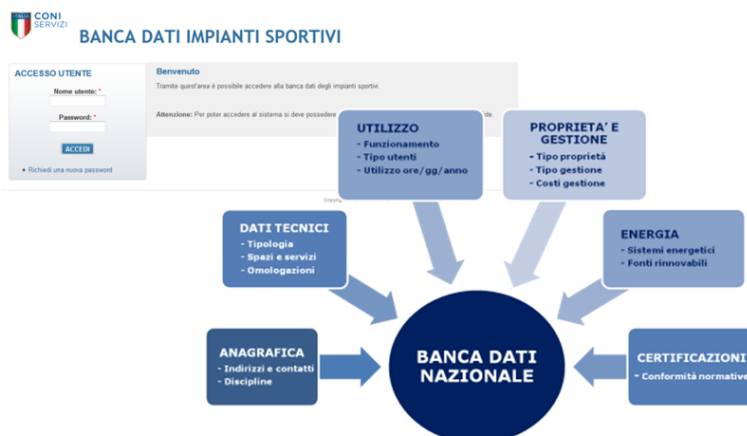 ITALIA
CONI
SERVIZI
BANCA DATI IMPIANTI SPORTIVI
ACCESSO UTENTE
Nome utente: *
Password: *
ACCEDI
• Richiedi una nuova password
Benvenuto
Tramite quest'area è possibile accedere alla banca dati degli impianti sportivi.
Attenzione: Per poter accedere al sistema si deve possedere
UTILIZZO
- Funzionamento
- Tipo utenti
- Utilizzo ore/gg/anno
PROPRIETA' E
GESTIONE
- Tipo proprietà
- Tipo gestione
- Costi gestione
DATI TECNICI
- Tipologia
- Spazi e servizi
- Omologazioni
ENERGIA
- Sistemi energetici
- Fonti rinnovabili
ANAGRAFICA
- Indirizzi e contatti
- Discipline
BANCA DATI
NAZIONALE
CERTIFICAZIONI
- Conformità normative